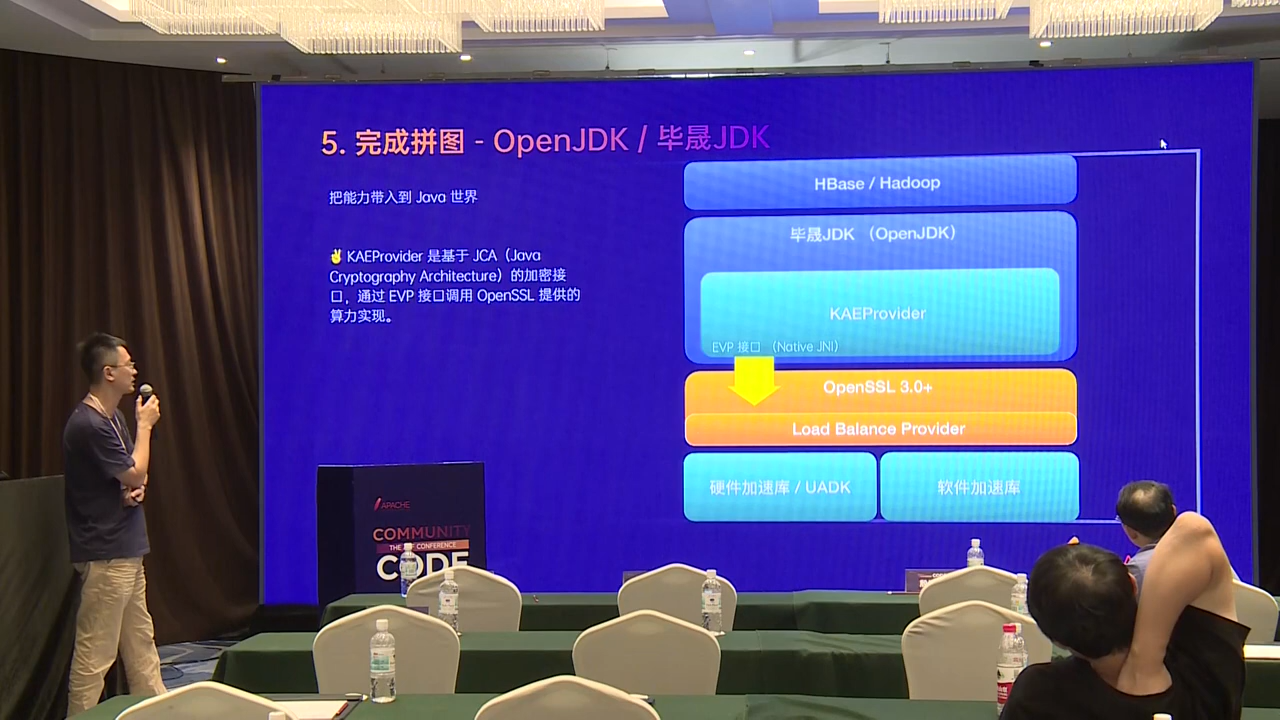 5. 完成拼图 - OpenJDK / 毕晟JDK
把能力带入到 Java 世界
✌️ KAEProvider 是基于 JCA（Java
Cryptography Architecture）的加密接
口，通过 EVP 接口调用 OpenSSL 提供的
算力实现。
HBase / Hadoop
毕晟JDK （OpenJDK）
KAEProvider
EVP 接口 （Native JNI）
OpenSSL 3.0+
Load Balance Provider
硬件加速库 / UADK
软件加速库
APACHE
COMMUNITY
THE CONFERENCE
CODE